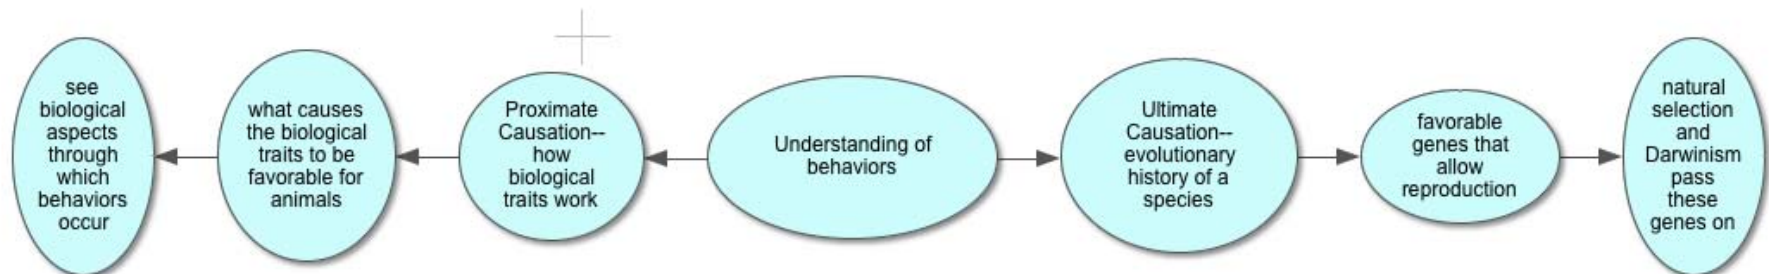 see
biological
aspects
through
which
behaviors
occur
what causes
the biological
traits to be
favorable for
animals
Proximate
Causation--
how
biological
traits work
Understanding of
behaviors
Ultimate
Causation--
evolutionary
history of a
species
favorable
genes that
allow
reproduction
natural
selection
and
Darwinism
pass
these
genes on